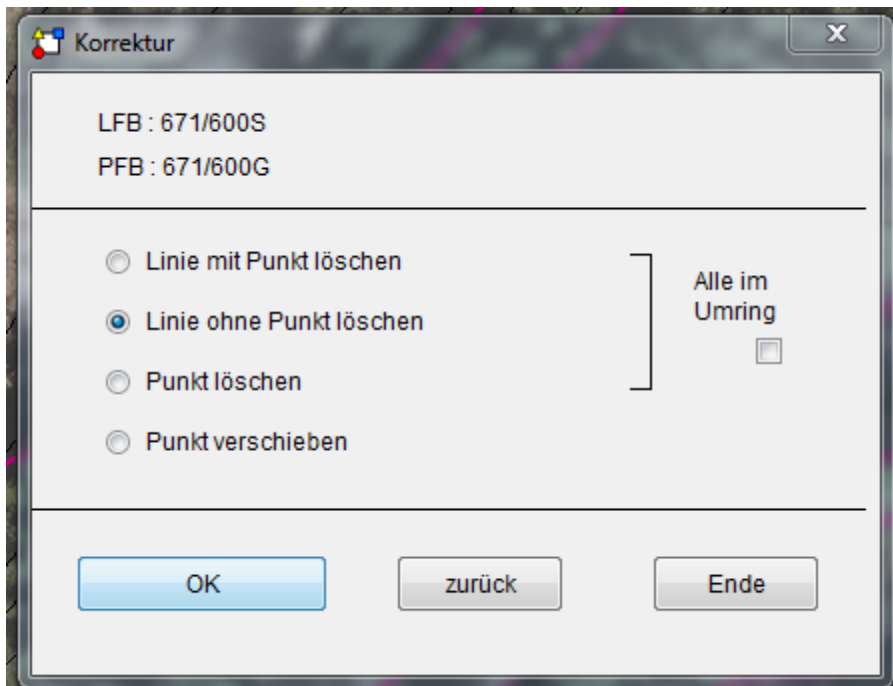 Korrektur
LFB : 671/600S
PFB : 671/600G
Linie mit Punkt löschen
Linie ohne Punkt löschen
Punkt löschen
Punkt verschieben
Alle im
Umring
OK
zurück
Ende